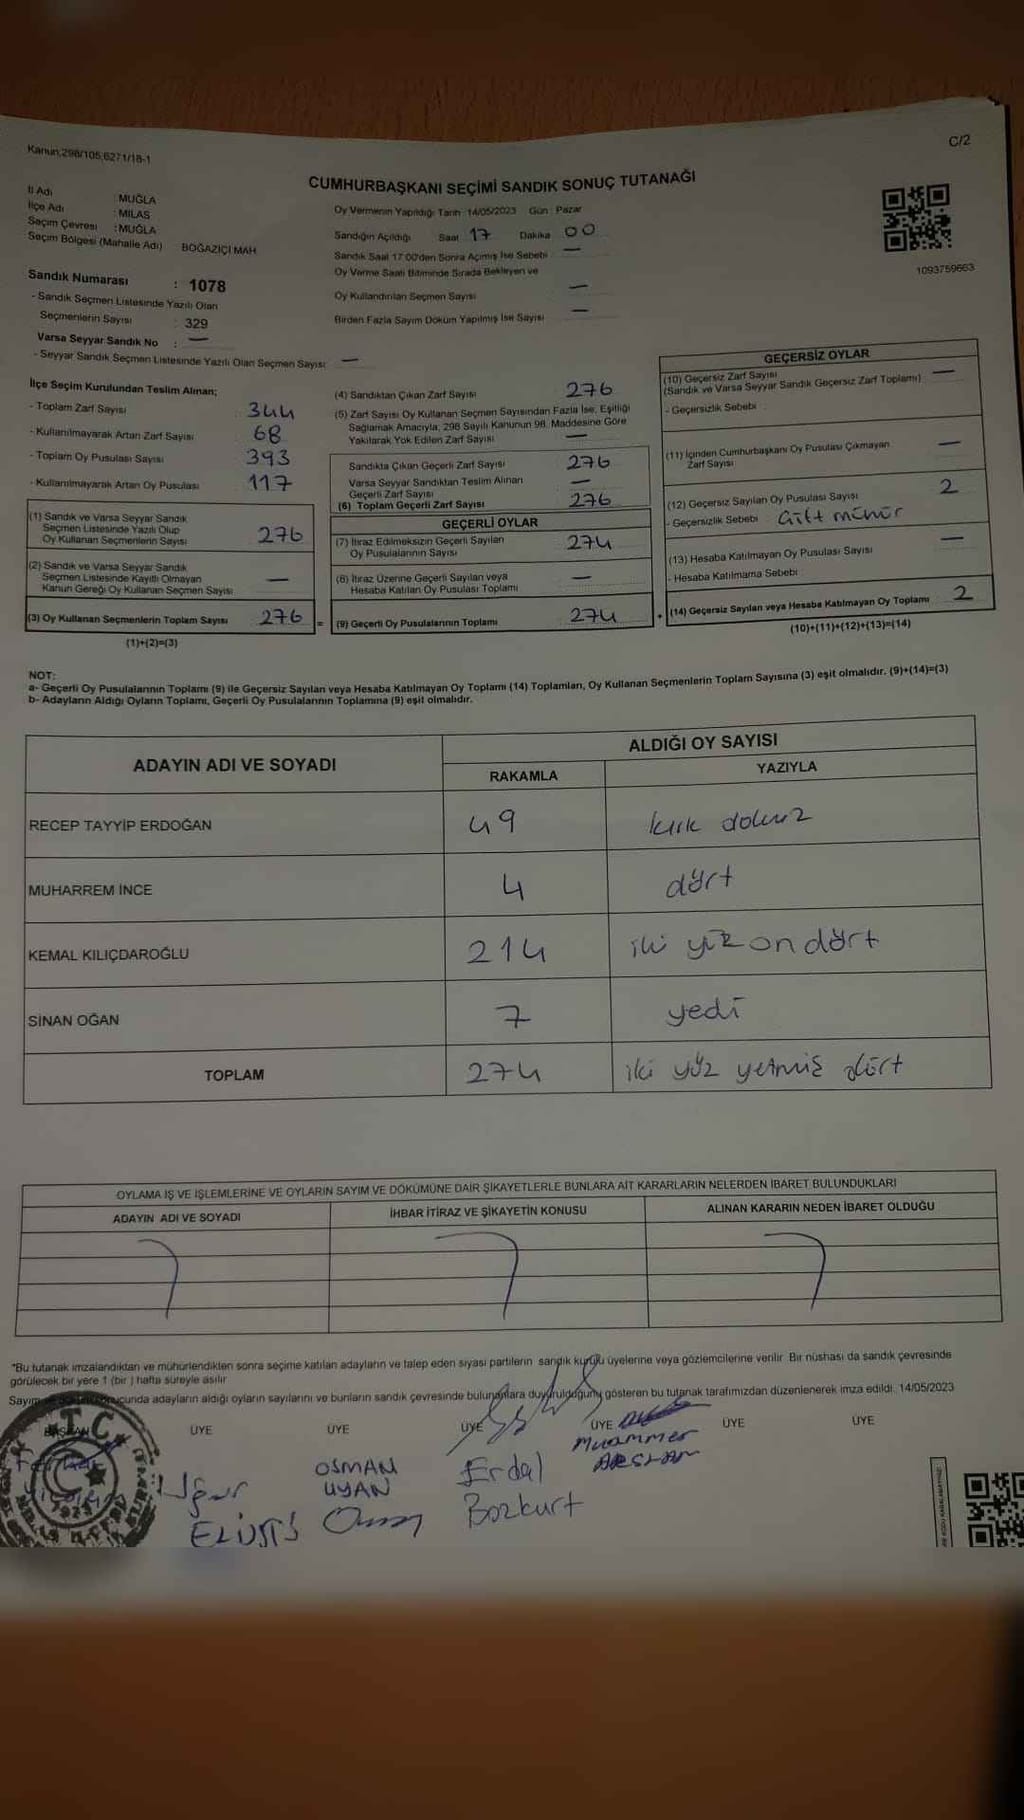 Kanun;298/105;6271/18-1
C/2
CUMHURBAŞKANI SEÇİMİ SANDIK SONUÇ TUTANAĞI
İl Adı : MUĞLA
İlçe Adı : MİLAS
Seçim Çevresi : MUĞLA
Seçim Bölgesi (Mahalle Adı) BOĞAZİÇİ MAH
Oy Vermenin Yapıldığı Tarih : 14/05/2023 Gün : Pazar
Sandığın Açıldığı Saat 17 Dakika 00
Sandık Saat 17:00'den Sonra Açımış İse Sebebi : —
Oy Verme Saati Bitiminde Sırada Bekleyen ve
Oy Kullandırılan Seçmen Sayısı —
Birden Fazla Sayım Döküm Yapılmış İse Sayısı —
1093759663
Sandık Numarası : 1078
- Sandık Seçmen Listesinde Yazılı Olan
Seçmenlerin Sayısı : 329
Varsa Seyyar Sandık No : —
- Seyyar Sandık Seçmen Listesinde Yazılı Olan Seçmen Sayısı: —
İlçe Seçim Kurulundan Teslim Alınan;
- Toplam Zarf Sayısı 344
- Kullanılmayarak Artan Zarf Sayısı 68
- Toplam Oy Pusulası Sayısı 393
- Kullanılmayarak Artan Oy Pusulası 117
(1) Sandık ve Varsa Seyyar Sandık
Seçmen Listesinde Yazılı Olup
Oy Kullanan Seçmenlerin Sayısı 276
(2) Sandık ve Varsa Seyyar Sandık
Seçmen Listesinde Kayıtlı Olmayan
Kanun Gereği Oy Kullanan Seçmen Sayısı —
(3) Oy Kullanan Seçmenlerin Toplam Sayısı 276 =
(1)+(2)=(3)
(4) Sandıktan Çıkan Zarf Sayısı 276
(5) Zarf Sayısı Oy Kullanan Seçmen Sayısından Fazla İse, Eşitliği
Sağlamak Amacıyla; 298 Sayılı Kanunun 98. Maddesine Göre
Yakılarak Yok Edilen Zarf Sayısı —
Sandıkta Çıkan Geçerli Zarf Sayısı 276
Varsa Seyyar Sandıktan Teslim Alınan
Geçerli Zarf Sayısı —
(6) Toplam Geçerli Zarf Sayısı 276
GEÇERLİ OYLAR
(7) İtiraz Edilmeksizin Geçerli Sayılan
Oy Pusulalarının Sayısı 274
(8) İtiraz Üzerine Geçerli Sayılan veya
Hesaba Katılan Oy Pusulası Toplamı —
(9) Geçerli Oy Pusulalarının Toplamı 274 +
GEÇERSİZ OYLAR
(10) Geçersiz Zarf Sayısı —
(Sandık ve Varsa Seyyar Sandık Geçersiz Zarf Toplamı)
- Geçersizlik Sebebi :
(11) İçinden Cumhurbaşkanı Oy Pusulası Çıkmayan
Zarf Sayısı —
(12) Geçersiz Sayılan Oy Pusulası Sayısı 2
- Geçersizlik Sebebi Çift mühür
(13) Hesaba Katılmayan Oy Pusulası Sayısı —
- Hesaba Katılmama Sebebi :
(14) Geçersiz Sayılan veya Hesaba Katılmayan Oy Toplamı 2
(10)+(11)+(12)+(13)=(14)
NOT:
a- Geçerli Oy Pusulalarının Toplamı (9) ile Geçersiz Sayılan veya Hesaba Katılmayan Oy Toplamı (14) Toplamları, Oy Kullanan Seçmenlerin Toplam Sayısına (3) eşit olmalıdır. (9)+(14)=(3)
b- Adayların Aldığı Oyların Toplamı, Geçerli Oy Pusulalarının Toplamına (9) eşit olmalıdır.
ADAYIN ADI VE SOYADI ALDIĞI OY SAYISI
RAKAMLA YAZIYLA
RECEP TAYYİP ERDOĞAN 49 kırk dokuz
MUHARREM İNCE 4 dört
KEMAL KILIÇDAROĞLU 214 iki yüz on dört
SİNAN OĞAN 7 yedi
TOPLAM 274 iki yüz yetmiş dört
OYLAMA İŞ VE İŞLEMLERİNE VE OYLARIN SAYIM VE DÖKÜMÜNE DAİR ŞİKAYETLERLE BUNLARA AİT KARARLARIN NELERDEN İBARET BULUNDUKLARI
ADAYIN ADI VE SOYADI İHBAR İTİRAZ VE ŞİKAYETİN KONUSU ALINAN KARARIN NEDEN İBARET OLDUĞU
*Bu tutanak imzalandıktan ve mühürlendikten sonra seçime katılan adayların ve talep eden siyasi partilerin sandık kurulu üyelerine veya gözlemcilerine verilir. Bir nüshası da sandık çevresinde
görülecek bir yere 1 (bir ) hafta süreyle asılır
Sayım adayların aldığı oyların sayılarını ve bunların sandık çevresinde bulunanlara duyurulduğunu gösteren bu tutanak tarafımızdan düzenlenerek imza edildi. 14/05/2023
BAŞKAN ÜYE ÜYE ÜYE ÜYE ÜYE ÜYE
T.C.
Uğur
OSMAN
UYAN
Erdal
Bozkurt
Muammer
ARSLAN